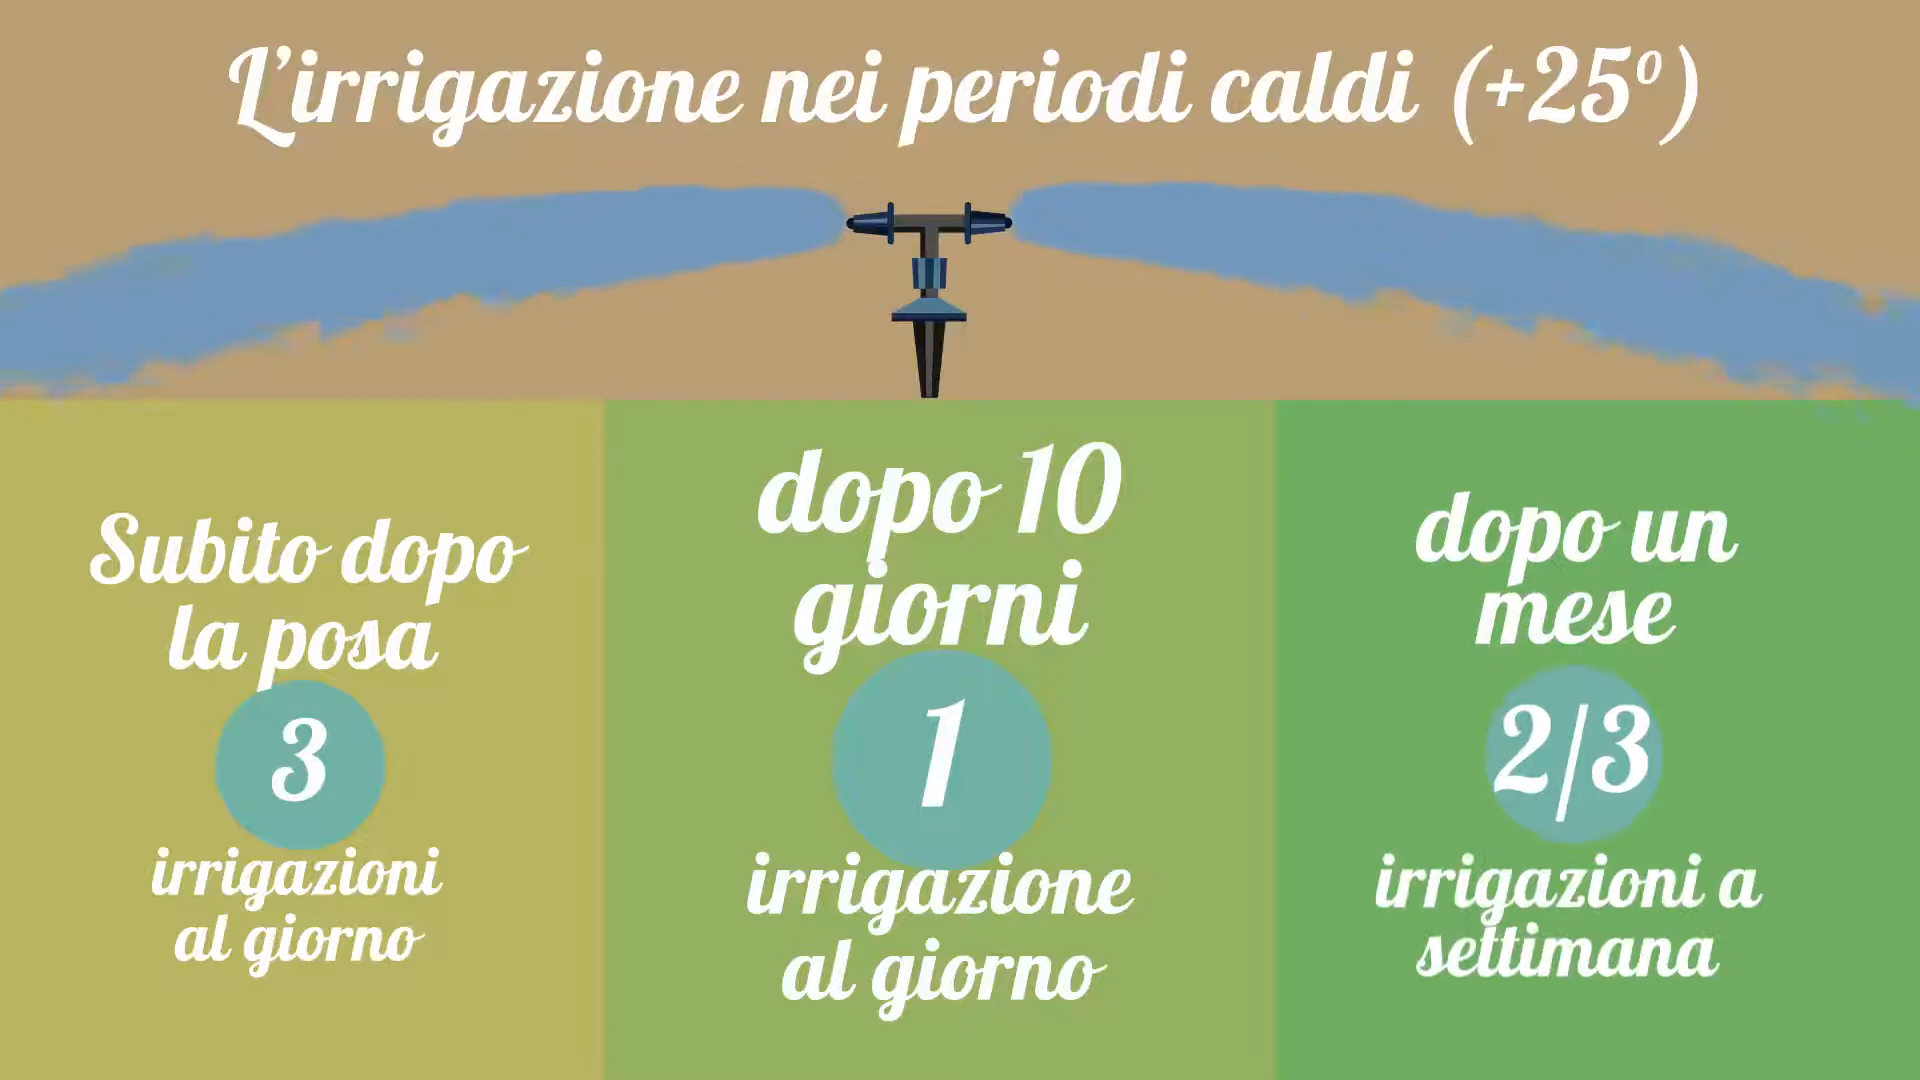 L'irrigazione nei periodi caldi (+25º)
Subito dopo
la posa
3
irrigazioni
al giorno
dopo 10
giorni
1
irrigazione
al giorno
dopo un
mese
2/3
irrigazioni a
settimana